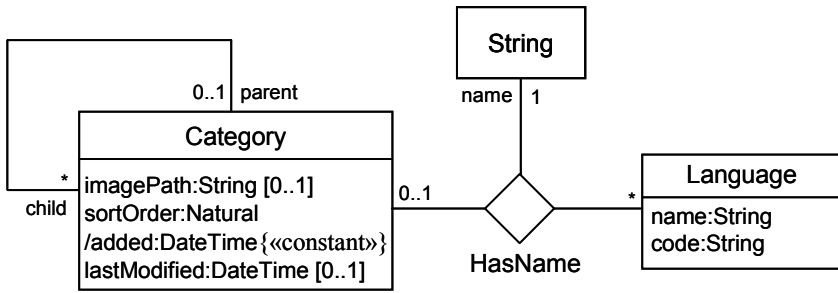 String
name 1
0..1 parent
Category
imagePath:String [0..1]
sortOrder:Natural
/added:DateTime{«constant»}
lastModified:DateTime [0..1]
*
child
0..1
*
HasName
Language
name:String
code:String